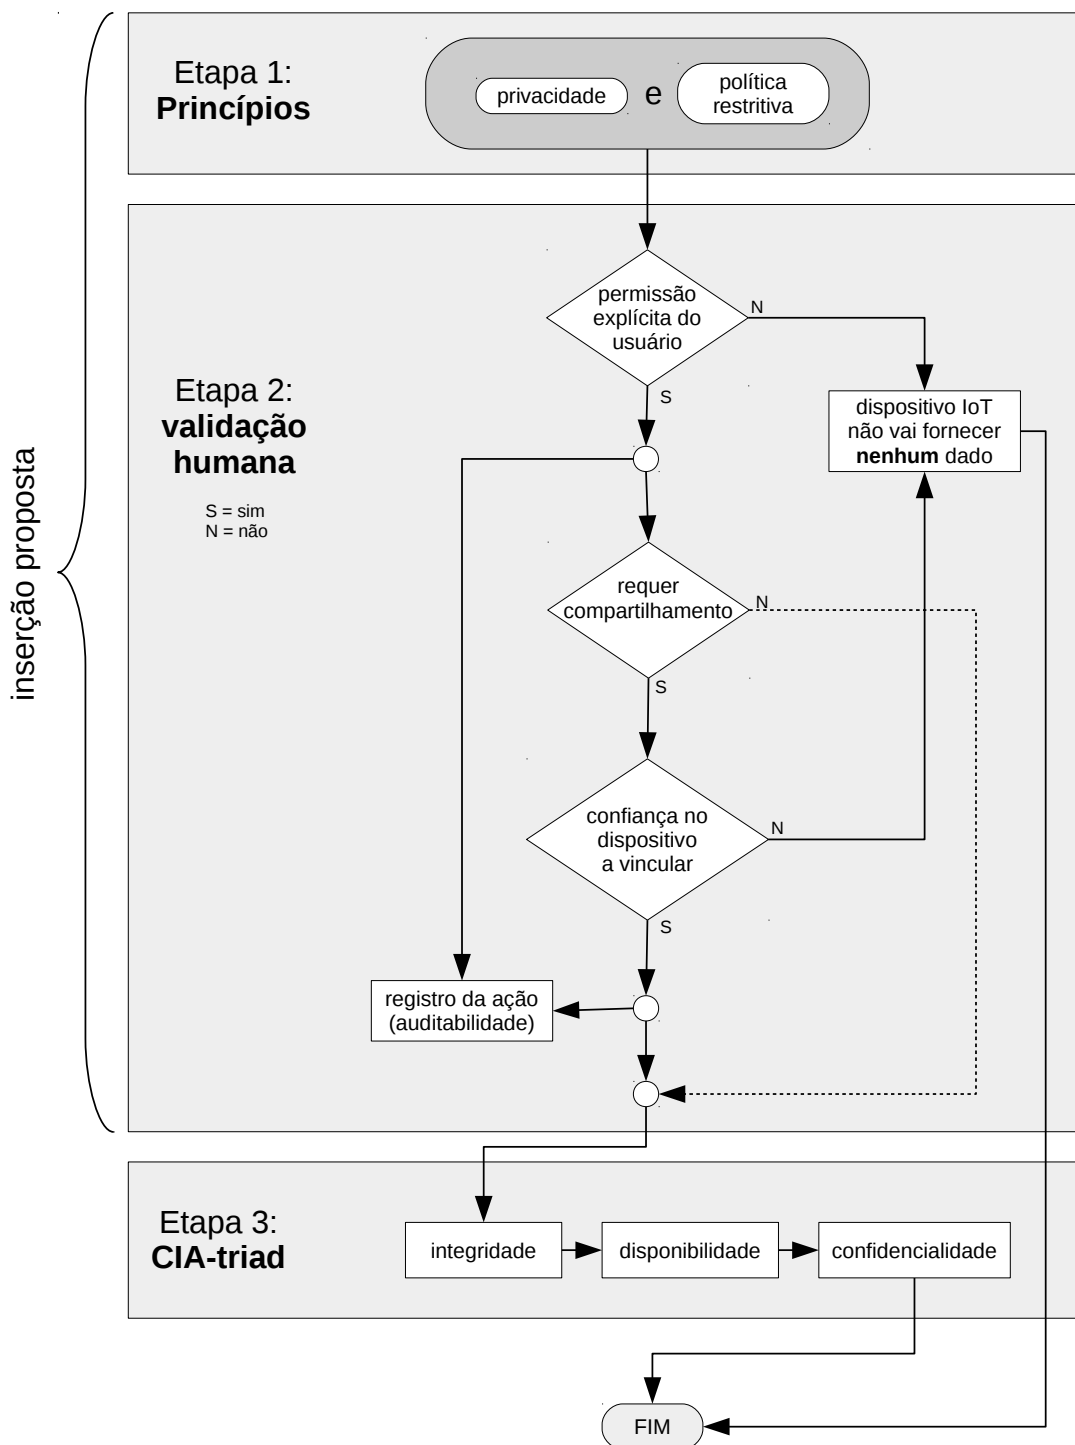 Etapa 1:
Princípios
privacidade
e
política
restritiva
inserção proposta
permissão
explícita do
usuário
N
S
Etapa 2:
validação
humana
S = sim
N = não
dispositivo IoT
não vai fornecer
nenhum dado
requer
compartilhamento
N
S
confiança no
dispositivo
a vincular
N
S
registro da ação
(auditabilidade)
Etapa 3:
CIA-triad
integridade
disponibilidade
confidencialidade
FIM